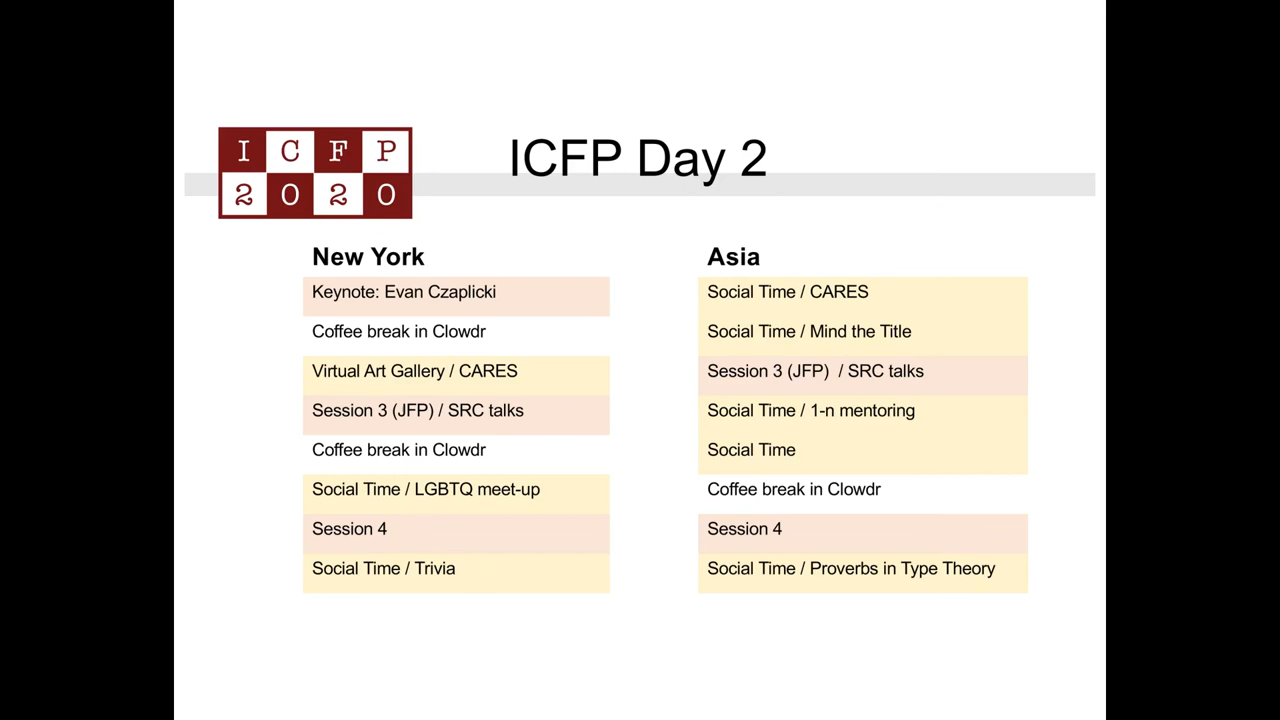 I C F P
2 0 2 0
ICFP Day 2
New York
Keynote: Evan Czaplicki
Coffee break in Clowdr
Virtual Art Gallery / CARES
Session 3 (JFP) / SRC talks
Coffee break in Clowdr
Social Time / LGBTQ meet-up
Session 4
Social Time / Trivia
Asia
Social Time / CARES
Social Time / Mind the Title
Session 3 (JFP)  / SRC talks
Social Time / 1-n mentoring
Social Time
Coffee break in Clowdr
Session 4
Social Time / Proverbs in Type Theory